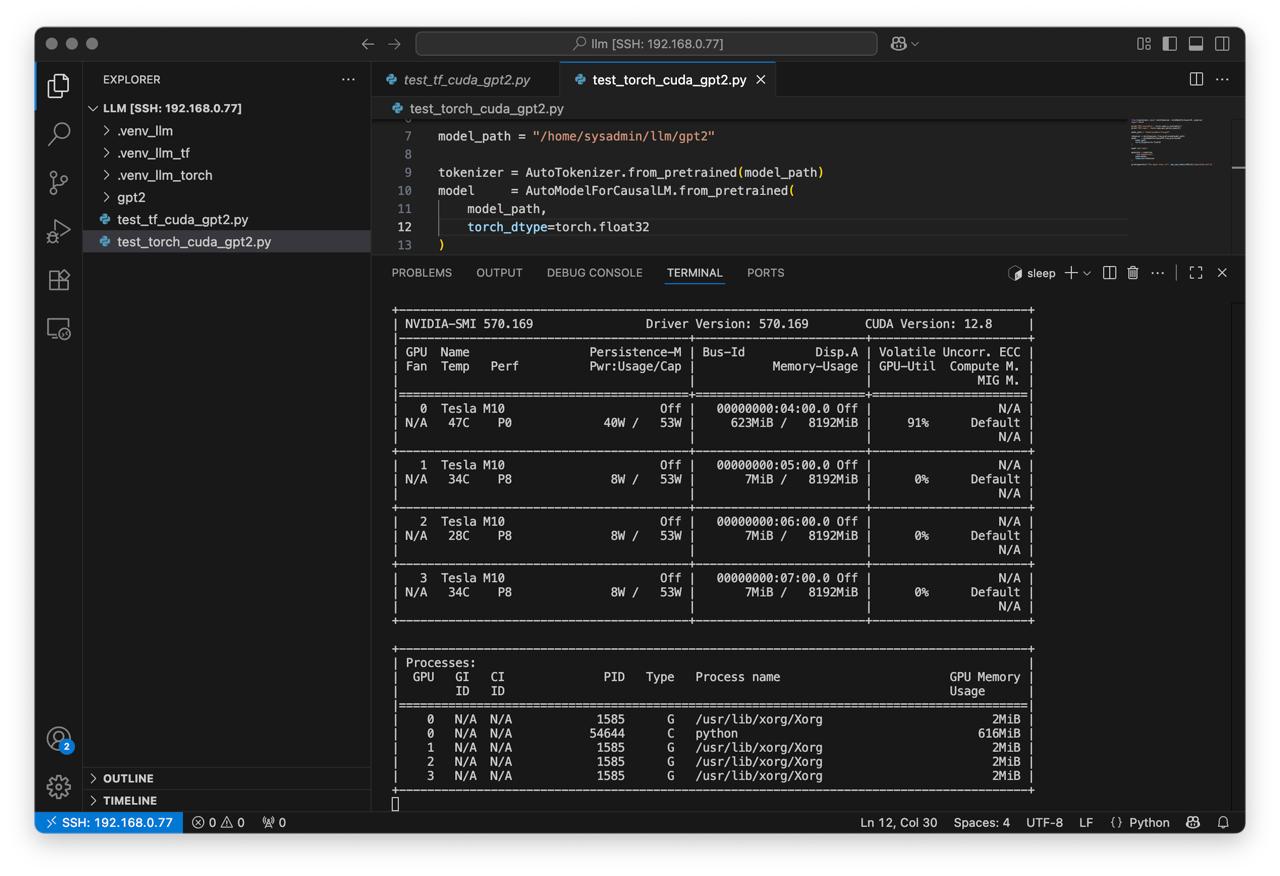 llm [SSH: 192.168.0.77]
EXPLORER
LLM [SSH: 192.168.0.77]
.venv_llm
.venv_llm_tf
.venv_llm_torch
gpt2
test_tf_cuda_gpt2.py
test_torch_cuda_gpt2.py
OUTLINE
TIMELINE
2
test_tf_cuda_gpt2.py test_torch_cuda_gpt2.py
test_torch_cuda_gpt2.py
7 model_path = "/home/sysadmin/llm/gpt2"
8
9 tokenizer = AutoTokenizer.from_pretrained(model_path)
10 model     = AutoModelForCausalLM.from_pretrained(
11     model_path,
12     torch_dtype=torch.float32
13 )
PROBLEMS OUTPUT DEBUG CONSOLE TERMINAL PORTS sleep
NVIDIA-SMI 570.169 Driver Version: 570.169 CUDA Version: 12.8
GPU Name Persistence-M | Bus-Id Disp.A | Volatile Uncorr. ECC
Fan Temp Perf Pwr:Usage/Cap | Memory-Usage | GPU-Util Compute M.
MIG M.
0 Tesla M10 Off | 00000000:04:00.0 Off | N/A
N/A 47C P0 40W / 53W | 623MiB / 8192MiB | 91% Default
N/A
1 Tesla M10 Off | 00000000:05:00.0 Off | N/A
N/A 34C P8 8W / 53W | 7MiB / 8192MiB | 0% Default
N/A
2 Tesla M10 Off | 00000000:06:00.0 Off | N/A
N/A 28C P8 8W / 53W | 7MiB / 8192MiB | 0% Default
N/A
3 Tesla M10 Off | 00000000:07:00.0 Off | N/A
N/A 34C P8 8W / 53W | 7MiB / 8192MiB | 0% Default
N/A
Processes:
GPU GI CI PID Type Process name GPU Memory
ID ID Usage
0 N/A N/A 1585 G /usr/lib/xorg/Xorg 2MiB
0 N/A N/A 54644 C python 616MiB
1 N/A N/A 1585 G /usr/lib/xorg/Xorg 2MiB
2 N/A N/A 1585 G /usr/lib/xorg/Xorg 2MiB
3 N/A N/A 1585 G /usr/lib/xorg/Xorg 2MiB
SSH: 192.168.0.77 0 0 0 Ln 12, Col 30 Spaces: 4 UTF-8 LF {} Python